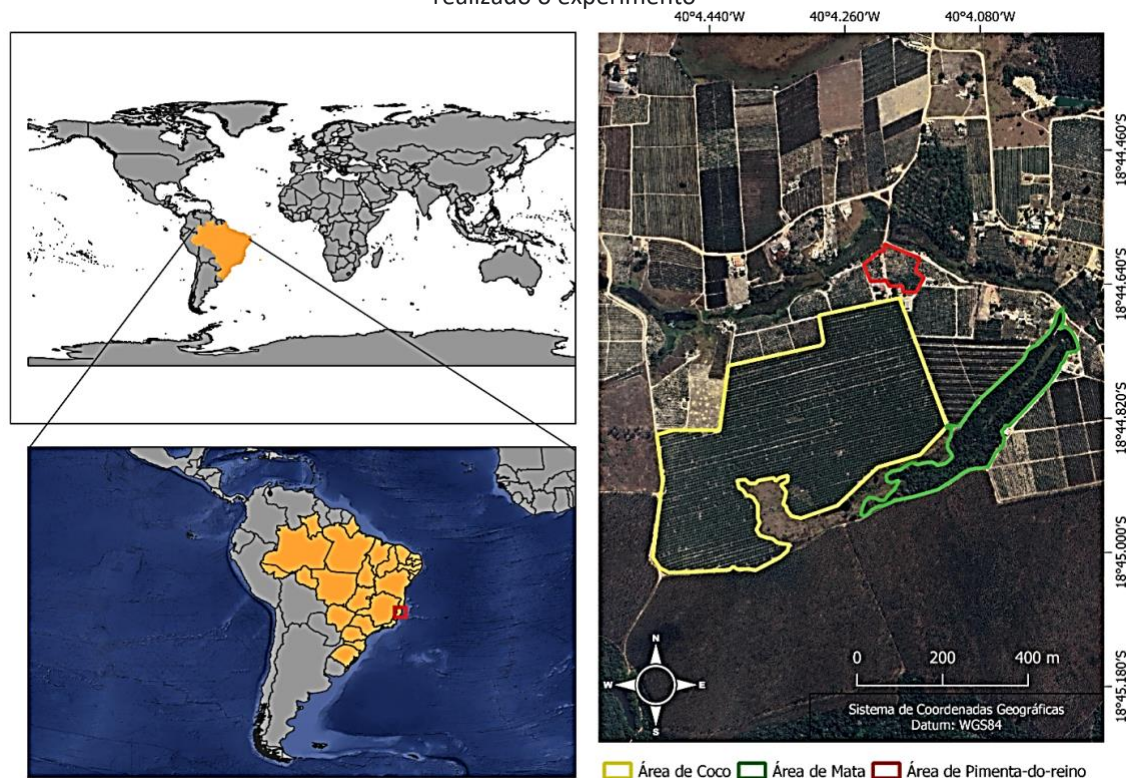 realizado o experimento
40°4.440'W 40°4.260'W 40°4.080'W
18°44.460'S
18°44.640'S
18°44.820'S
18°45.000'S
18°45.180'S
N
W E
S
0 200 400 m
Sistema de Coordenadas Geográficas
Datum: WGS84
Área de Coco Área de Mata Área de Pimenta-do-reino